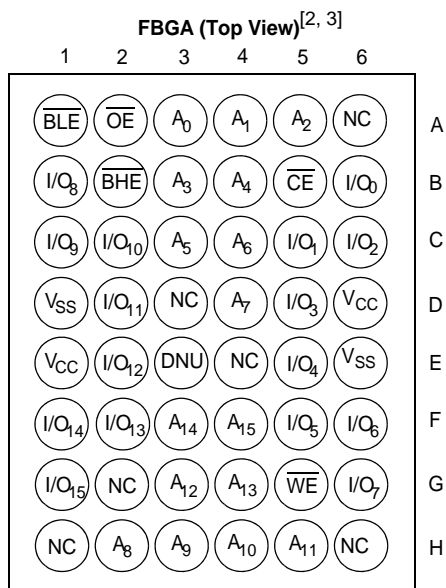 FBGA (Top View)[2, 3]
1 2 3 4 5 6
BLE OE A0 A1 A2 NC A
I/O8 BHE A3 A4 CE I/O0 B
I/O9 I/O10 A5 A6 I/O1 I/O2 C
VSS I/O11 NC A7 I/O3 VCC D
VCC I/O12 DNU NC I/O4 VSS E
I/O14 I/O13 A14 A15 I/O5 I/O6 F
I/O15 NC A12 A13 WE I/O7 G
NC A8 A9 A10 A11 NC H